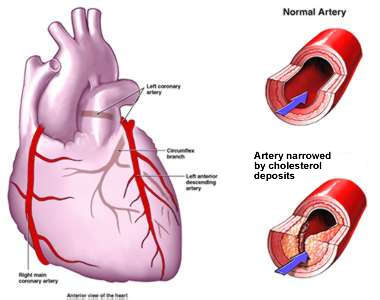 Normal Artery
Left coronary
artery
Circumflex
branch
Left anterior
descending
artery
Right main
coronary artery
Anterior view of the heart
Artery narrowed
by cholesterol
deposits